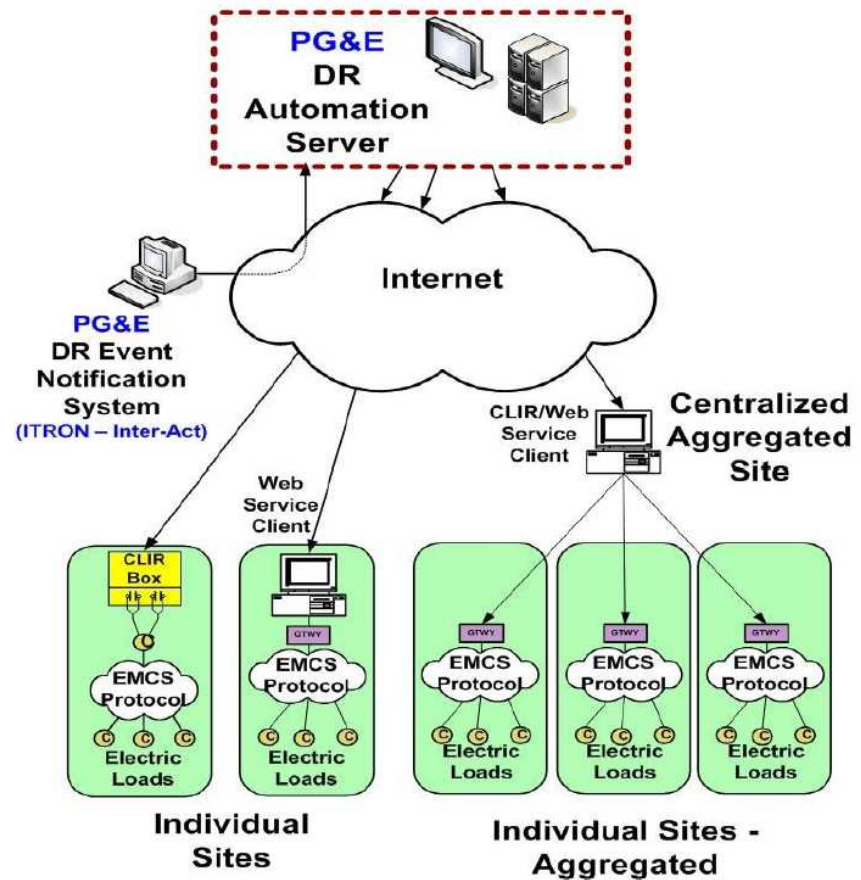 PG&E
DR
Automation
Server
Internet
PG&E
DR Event
Notification
System
(ITRON – Inter-Act)
CLIR/Web
Service
Client
Centralized
Aggregated
Site
Web
Service
Client
CLIR
Box
C
EMCS
Protocol
C C C
Electric
Loads
GTWY
EMCS
Protocol
C C C
Electric
Loads
GTWY
EMCS
Protocol
C C C
Electric
Loads
GTWY
EMCS
Protocol
C C C
Electric
Loads
GTWY
EMCS
Protocol
C C C
Electric
Loads
Individual
Sites
Individual Sites -
Aggregated